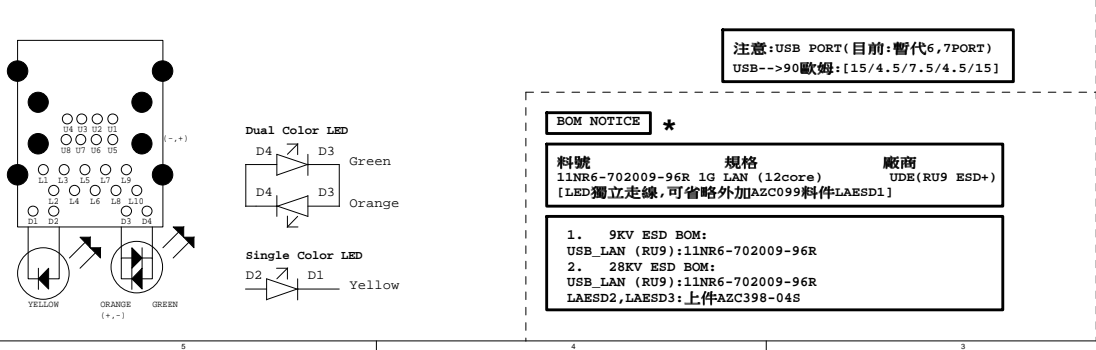 注意:USB PORT(目前:暫代6,7PORT)
USB-->90歐姆:[15/4.5/7.5/4.5/15]
U4 U3 U2 U1
U8 U7 U6 U5
(-,+)
L1 L3 L5 L7 L9
L2 L4 L6 L8 L10
D1 D2 D3 D4
YELLOW
ORANGE GREEN
(+,-)
Dual Color LED
D4 D3 Green
D4 D3 Orange
Single Color LED
D2 D1 Yellow
BOM NOTICE *
料號 規格 廠商
11NR6-702009-96R 1G LAN (12core) UDE(RU9 ESD+)
[LED獨立走線,可省略外加AZC099料件LAESD1]
1. 9KV ESD BOM:
USB_LAN (RU9):11NR6-702009-96R
2. 28KV ESD BOM:
USB_LAN (RU9):11NR6-702009-96R
LAESD2,LAESD3:上件AZC398-04S
5 4 3